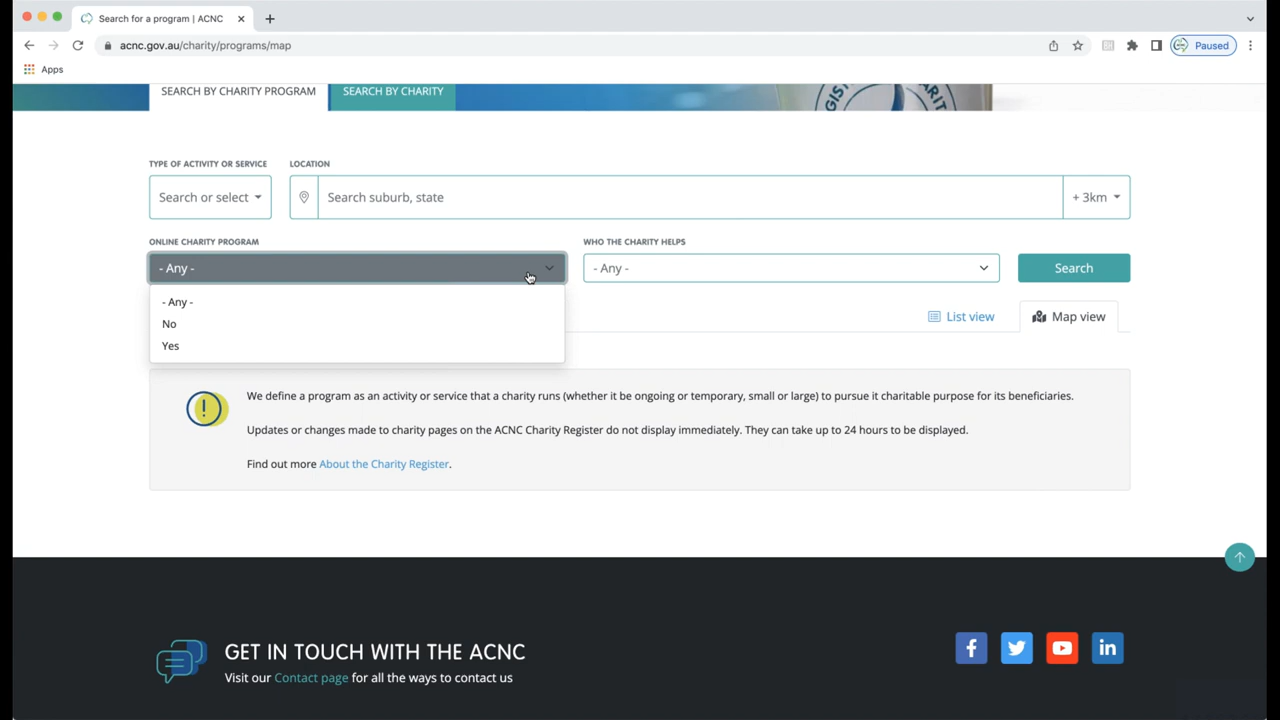 Search for a program | ACNC
acnc.gov.au/charity/programs/map
Paused
Apps
SEARCH BY CHARITY PROGRAM
SEARCH BY CHARITY
TYPE OF ACTIVITY OR SERVICE
LOCATION
Search or select
Search suburb, state
+ 3km
ONLINE CHARITY PROGRAM
WHO THE CHARITY HELPS
- Any -
- Any -
Search
- Any -
No
Yes
List view
Map view
We define a program as an activity or service that a charity runs (whether it be ongoing or temporary, small or large) to pursue it charitable purpose for its beneficiaries.
Updates or changes made to charity pages on the ACNC Charity Register do not display immediately. They can take up to 24 hours to be displayed.
Find out more About the Charity Register.
GET IN TOUCH WITH THE ACNC
Visit our Contact page for all the ways to contact us